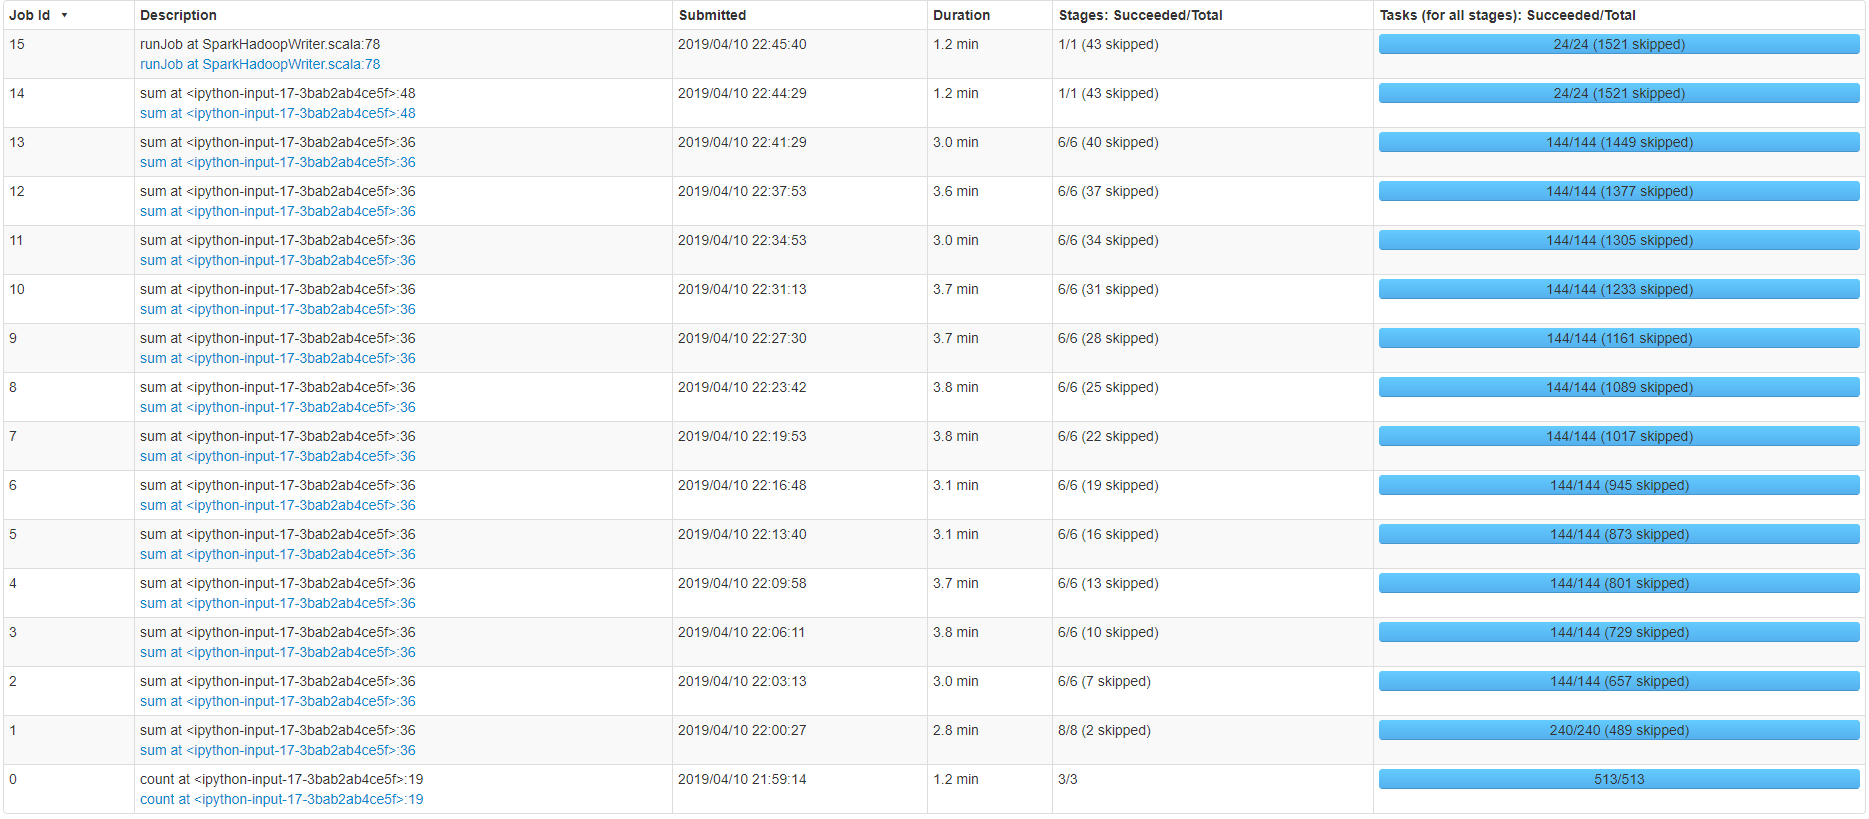 Job Id ▼ Description Submitted Duration Stages: Succeeded/Total Tasks (for all stages): Succeeded/Total
15 runJob at SparkHadoopWriter.scala:78 2019/04/10 22:45:40 1.2 min 1/1 (43 skipped) 24/24 (1521 skipped)
runJob at SparkHadoopWriter.scala:78
14 sum at <ipython-input-17-3bab2ab4ce5f>:48 2019/04/10 22:44:29 1.2 min 1/1 (43 skipped) 24/24 (1521 skipped)
sum at <ipython-input-17-3bab2ab4ce5f>:48
13 sum at <ipython-input-17-3bab2ab4ce5f>:36 2019/04/10 22:41:29 3.0 min 6/6 (40 skipped) 144/144 (1449 skipped)
sum at <ipython-input-17-3bab2ab4ce5f>:36
12 sum at <ipython-input-17-3bab2ab4ce5f>:36 2019/04/10 22:37:53 3.6 min 6/6 (37 skipped) 144/144 (1377 skipped)
sum at <ipython-input-17-3bab2ab4ce5f>:36
11 sum at <ipython-input-17-3bab2ab4ce5f>:36 2019/04/10 22:34:53 3.0 min 6/6 (34 skipped) 144/144 (1305 skipped)
sum at <ipython-input-17-3bab2ab4ce5f>:36
10 sum at <ipython-input-17-3bab2ab4ce5f>:36 2019/04/10 22:31:13 3.7 min 6/6 (31 skipped) 144/144 (1233 skipped)
sum at <ipython-input-17-3bab2ab4ce5f>:36
9 sum at <ipython-input-17-3bab2ab4ce5f>:36 2019/04/10 22:27:30 3.7 min 6/6 (28 skipped) 144/144 (1161 skipped)
sum at <ipython-input-17-3bab2ab4ce5f>:36
8 sum at <ipython-input-17-3bab2ab4ce5f>:36 2019/04/10 22:23:42 3.8 min 6/6 (25 skipped) 144/144 (1089 skipped)
sum at <ipython-input-17-3bab2ab4ce5f>:36
7 sum at <ipython-input-17-3bab2ab4ce5f>:36 2019/04/10 22:19:53 3.8 min 6/6 (22 skipped) 144/144 (1017 skipped)
sum at <ipython-input-17-3bab2ab4ce5f>:36
6 sum at <ipython-input-17-3bab2ab4ce5f>:36 2019/04/10 22:16:48 3.1 min 6/6 (19 skipped) 144/144 (945 skipped)
sum at <ipython-input-17-3bab2ab4ce5f>:36
5 sum at <ipython-input-17-3bab2ab4ce5f>:36 2019/04/10 22:13:40 3.1 min 6/6 (16 skipped) 144/144 (873 skipped)
sum at <ipython-input-17-3bab2ab4ce5f>:36
4 sum at <ipython-input-17-3bab2ab4ce5f>:36 2019/04/10 22:09:58 3.7 min 6/6 (13 skipped) 144/144 (801 skipped)
sum at <ipython-input-17-3bab2ab4ce5f>:36
3 sum at <ipython-input-17-3bab2ab4ce5f>:36 2019/04/10 22:06:11 3.8 min 6/6 (10 skipped) 144/144 (729 skipped)
sum at <ipython-input-17-3bab2ab4ce5f>:36
2 sum at <ipython-input-17-3bab2ab4ce5f>:36 2019/04/10 22:03:13 3.0 min 6/6 (7 skipped) 144/144 (657 skipped)
sum at <ipython-input-17-3bab2ab4ce5f>:36
1 sum at <ipython-input-17-3bab2ab4ce5f>:36 2019/04/10 22:00:27 2.8 min 8/8 (2 skipped) 240/240 (489 skipped)
sum at <ipython-input-17-3bab2ab4ce5f>:36
0 count at <ipython-input-17-3bab2ab4ce5f>:19 2019/04/10 21:59:14 1.2 min 3/3 513/513
count at <ipython-input-17-3bab2ab4ce5f>:19